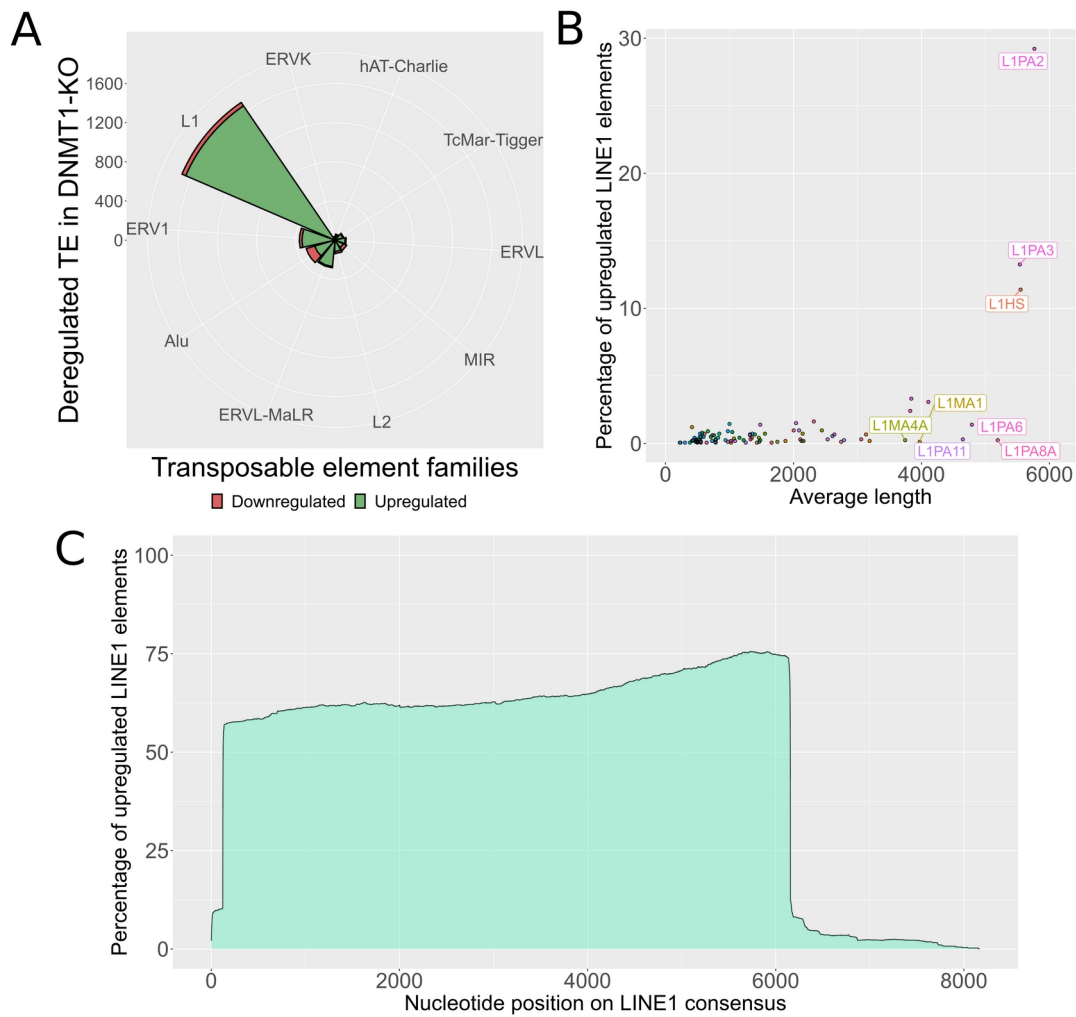 A
Deregulated TE in DNMT1-KO
1600
1200
800
400
0
ERVK
hAT-Charlie
L1
TcMar-Tigger
ERV1
ERVL
Alu
MIR
ERVL-MaLR
L2
Transposable element families
Downregulated Upregulated
B
Percentage of upregulated LINE1 elements
30
20
10
0
L1PA2
L1PA3
L1HS
L1MA1
L1MA4A
L1PA6
L1PA11
L1PA8A
0 2000 4000 6000
Average length
C
Percentage of upregulated LINE1 elements
100
75
50
25
0
0 2000 4000 6000 8000
Nucleotide position on LINE1 consensus